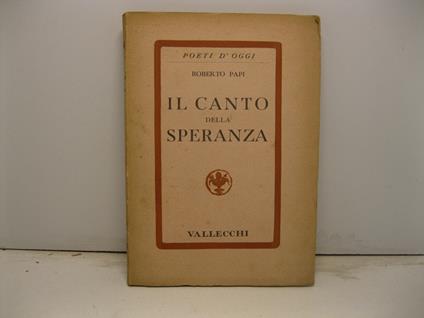 POETI D'OGGI
ROBERTO PAPI
IL CANTO
DELLA
SPERANZA
VALLECCHI